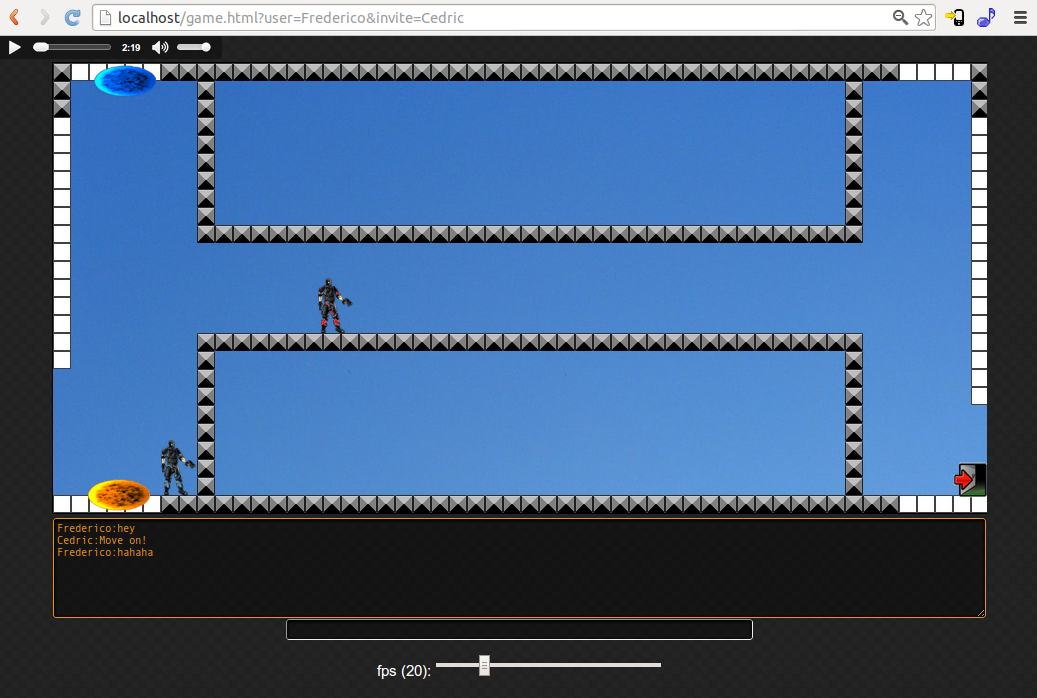 localhost/game.html?user=Frederico&invite=Cedric
2:19
Frederico:hey
Cedric:Move on!
Frederico:hahaha
fps (20):